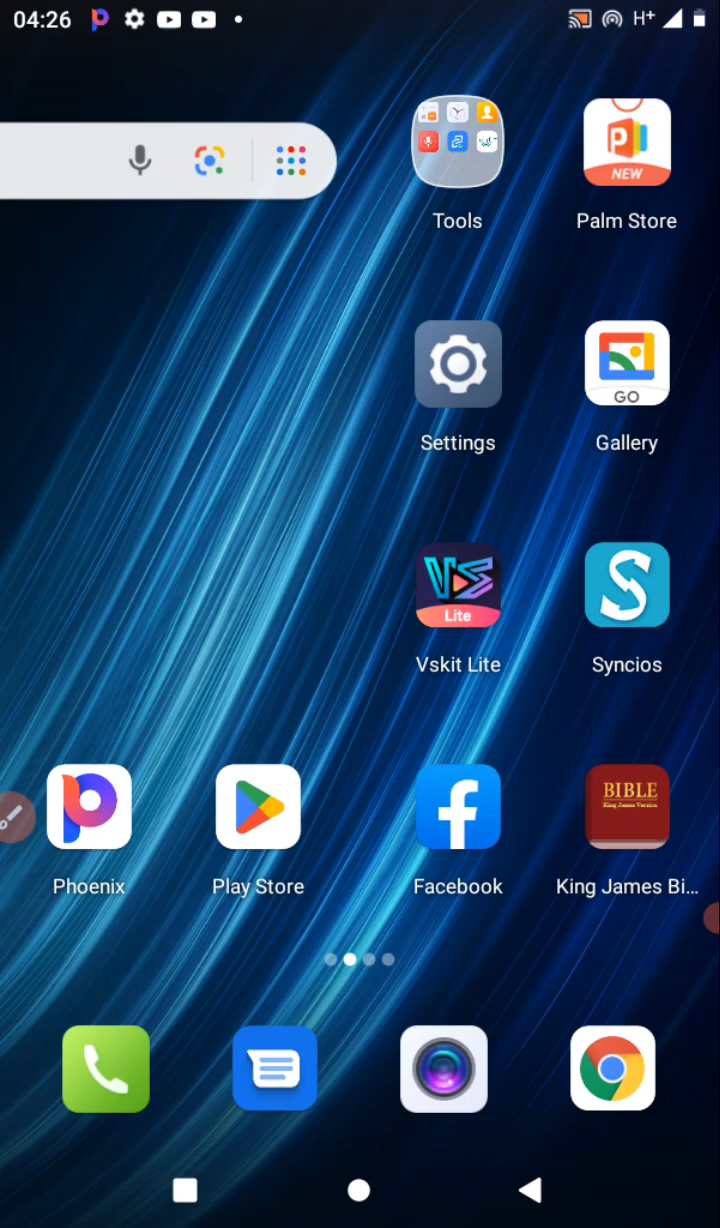 04:26 H+
Tools
Palm Store
NEW
Settings
Gallery
GO
Vskit Lite
VS
Lite
Syncios
S
BIBLE
King James Version
Phoenix
Play Store
Facebook
King James Bi...